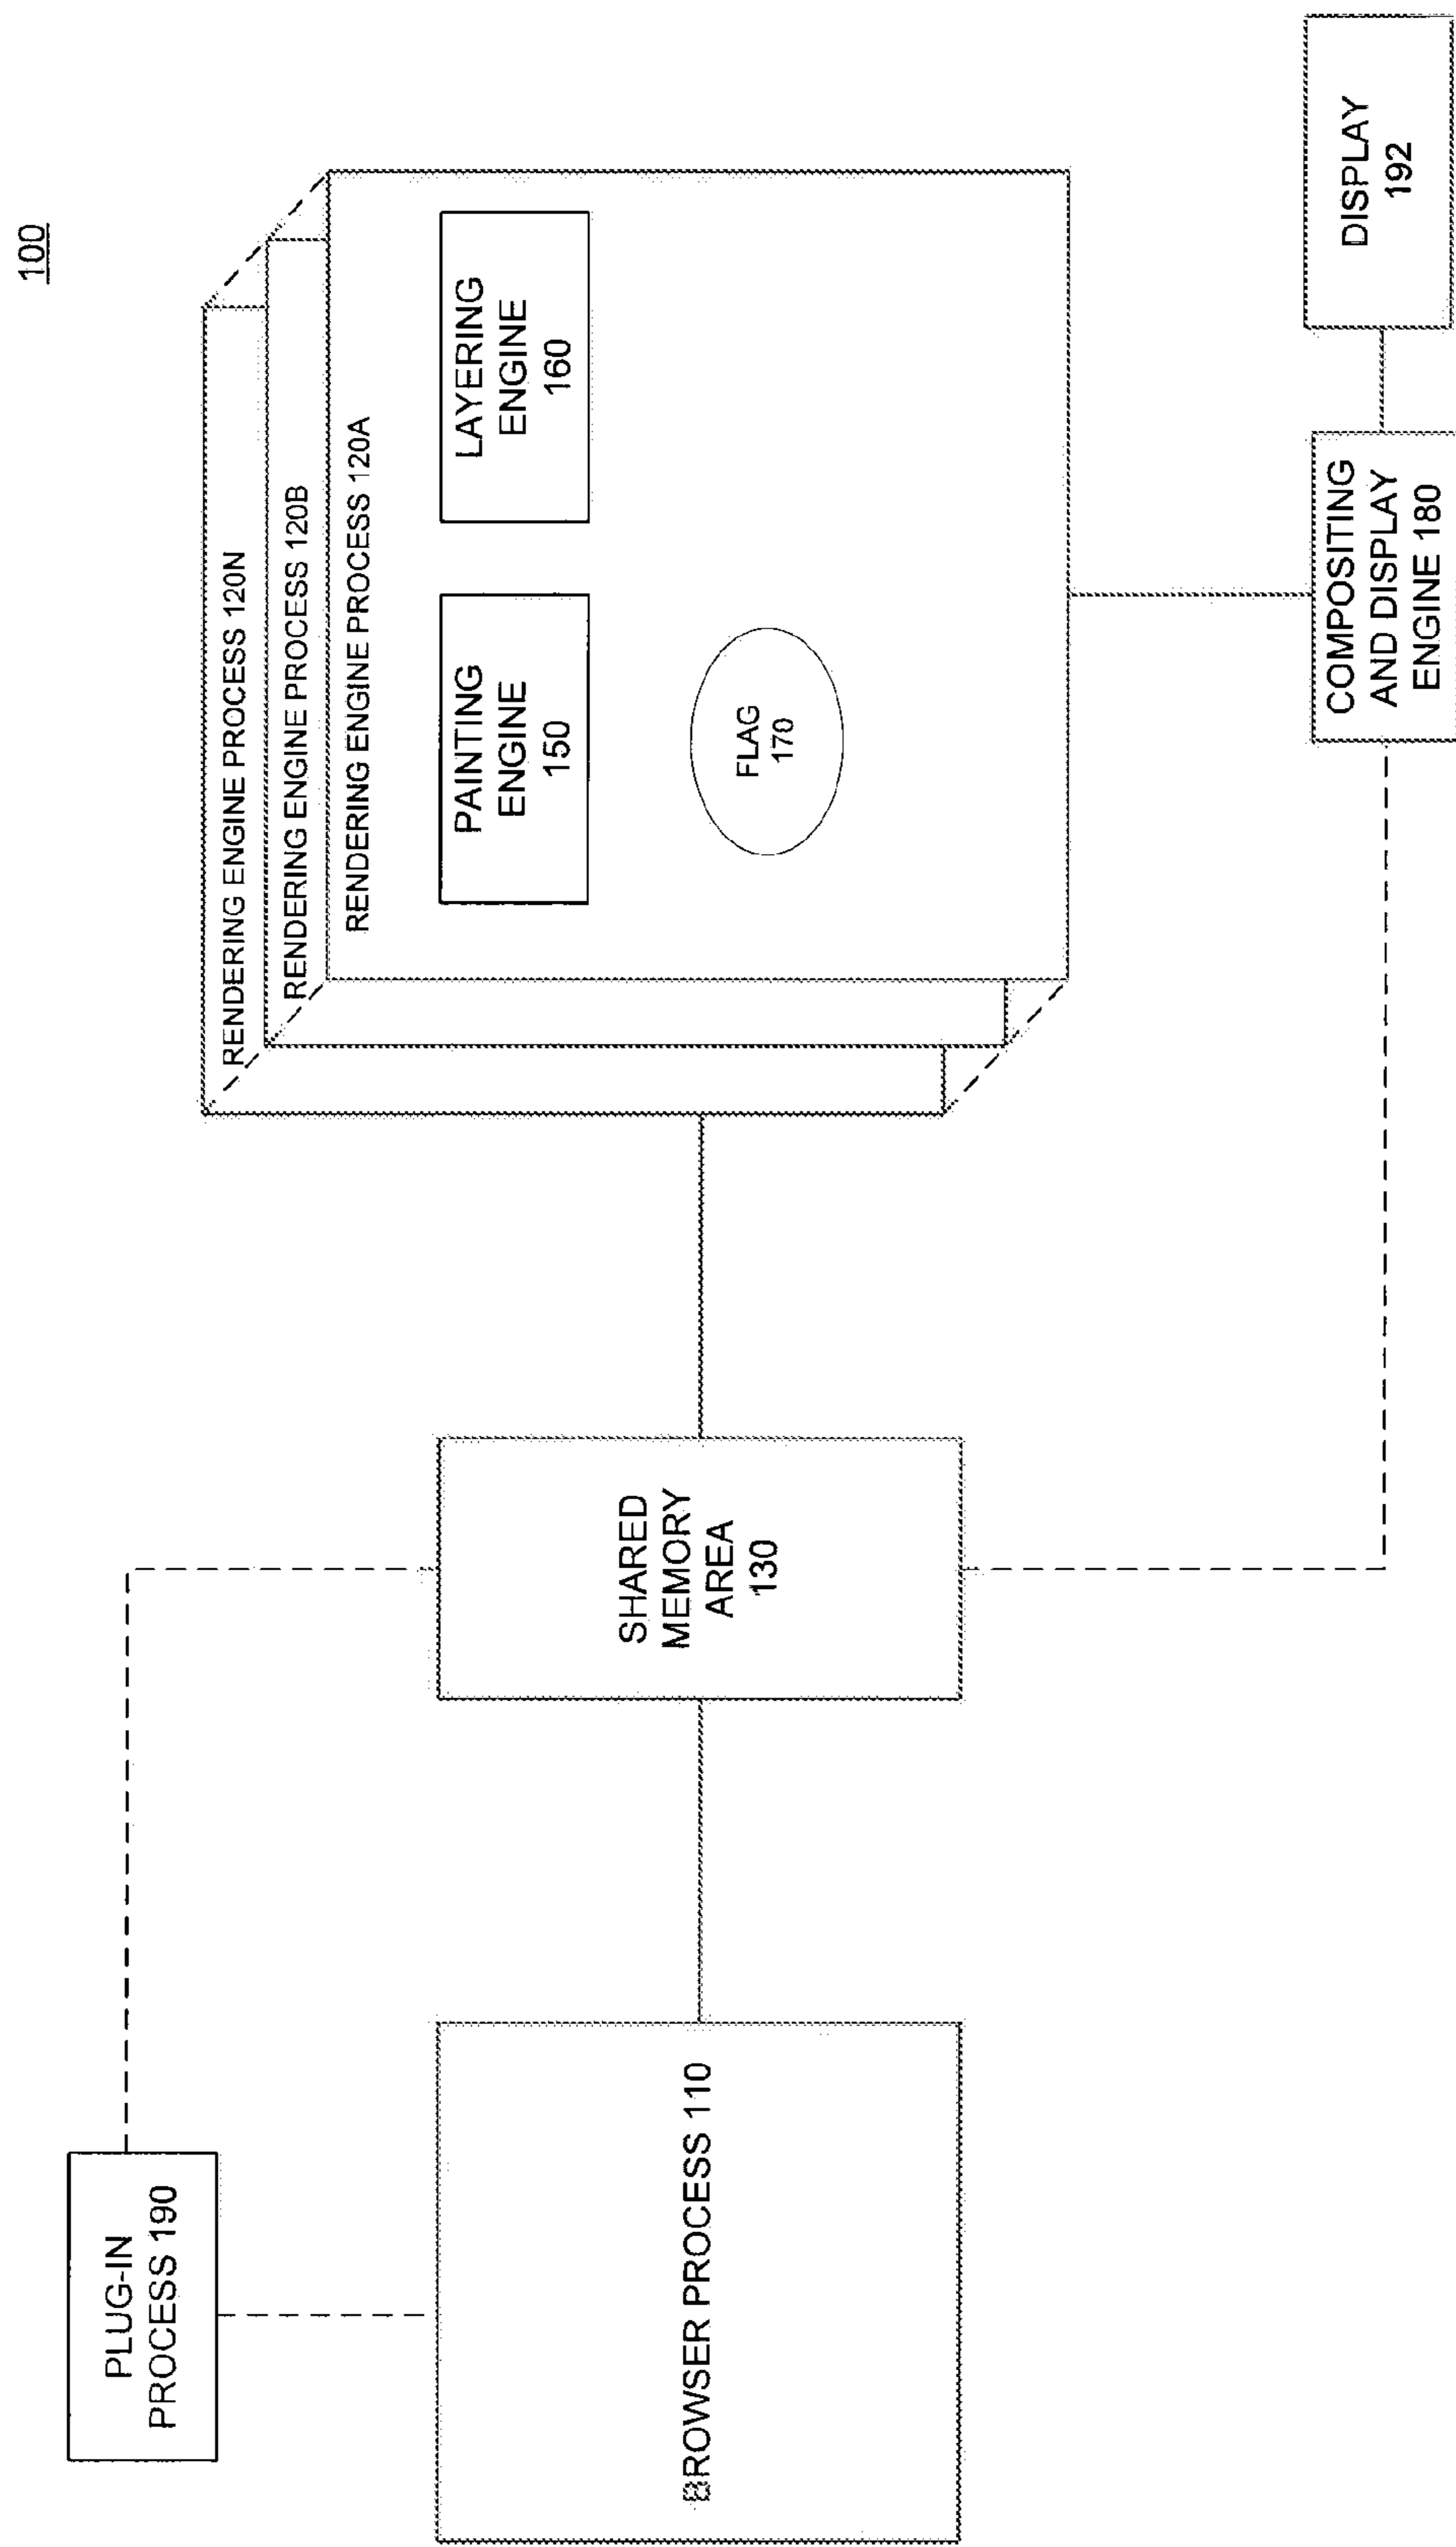 100
PLUG-IN
PROCESS 190
BROWSER PROCESS 110
SHARED
MEMORY
AREA
130
RENDERING ENGINE PROCESS 120N
RENDERING ENGINE PROCESS 120B
RENDERING ENGINE PROCESS 120A
PAINTING
ENGINE
150
LAYERING
ENGINE
160
FLAG
170
COMPOSITING
AND DISPLAY
ENGINE 180
DISPLAY
192